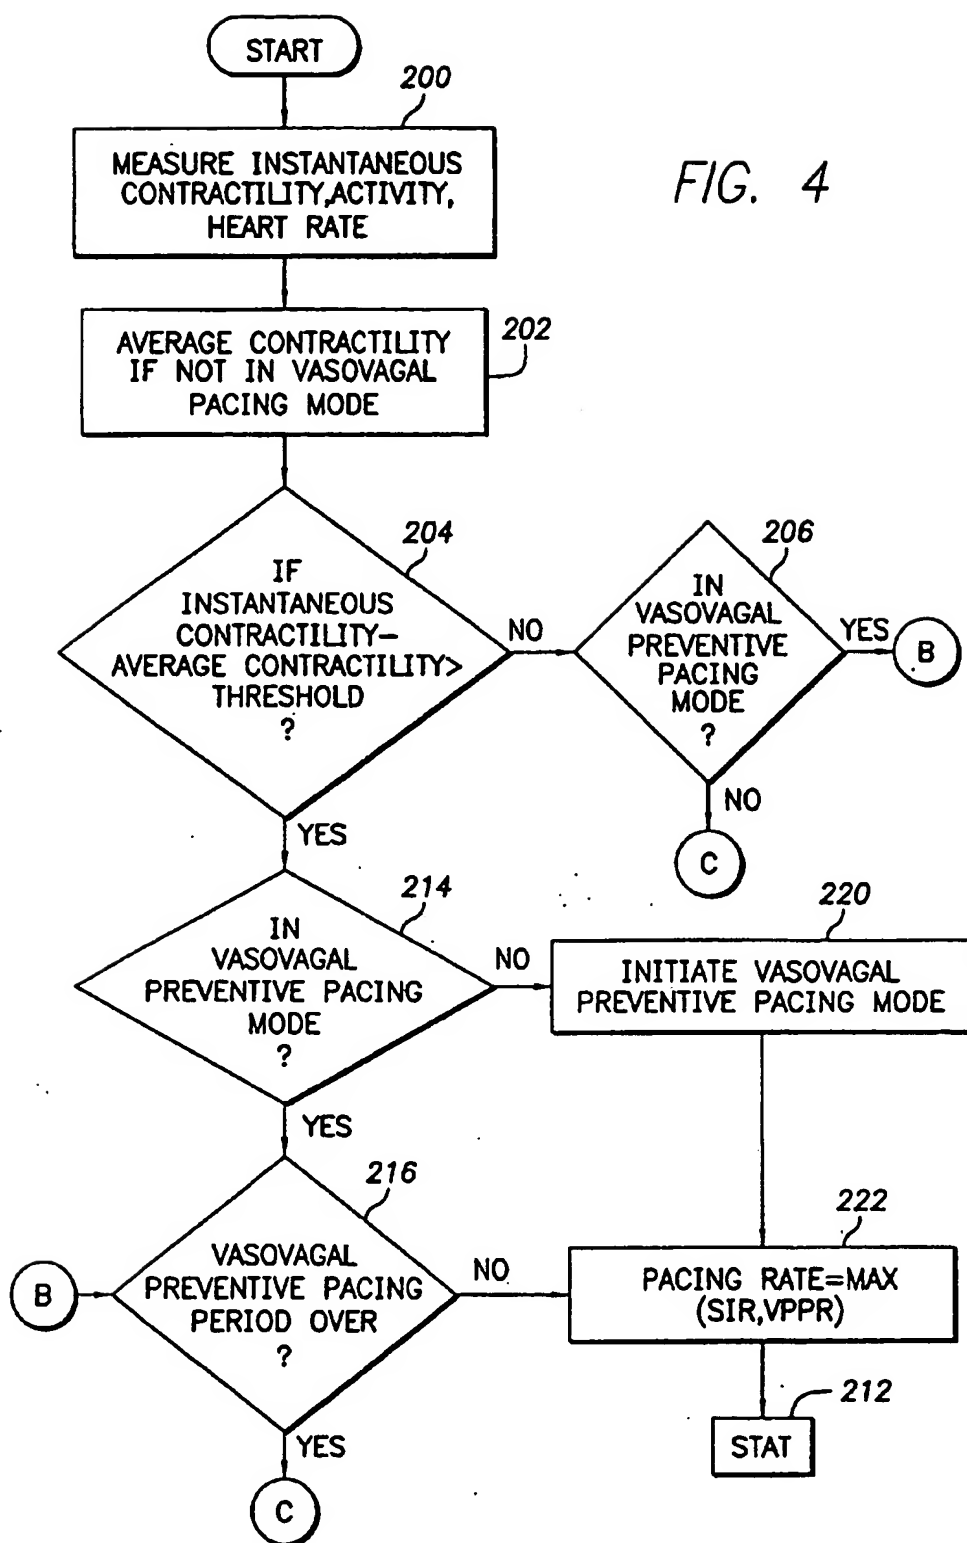 START
200
MEASURE INSTANTANEOUS
CONTRACTILITY,ACTIVITY,
HEART RATE
FIG. 4
202
AVERAGE CONTRACTILITY
IF NOT IN VASOVAGAL
PACING MODE
204
IF
INSTANTANEOUS
CONTRACTILITY-
AVERAGE CONTRACTILITY>
THRESHOLD
?
NO
206
IN
VASOVAGAL
PREVENTIVE
PACING
MODE
?
YES
B
NO
C
YES
214
IN
VASOVAGAL
PREVENTIVE PACING
MODE
?
NO
220
INITIATE VASOVAGAL
PREVENTIVE PACING MODE
YES
216
B
VASOVAGAL
PREVENTIVE PACING
PERIOD OVER
?
NO
222
PACING RATE=MAX
(SIR,VPPR)
212
STAT
YES
C